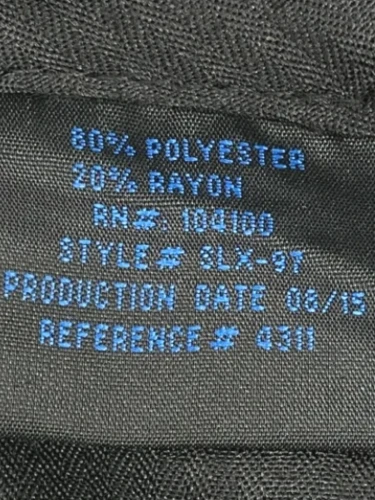 80% POLYESTER
20% RAYON
RN#. 104100
STYLE# SLX-9T
PRODUCTION DATE 06/15
REFERENCE# 4311